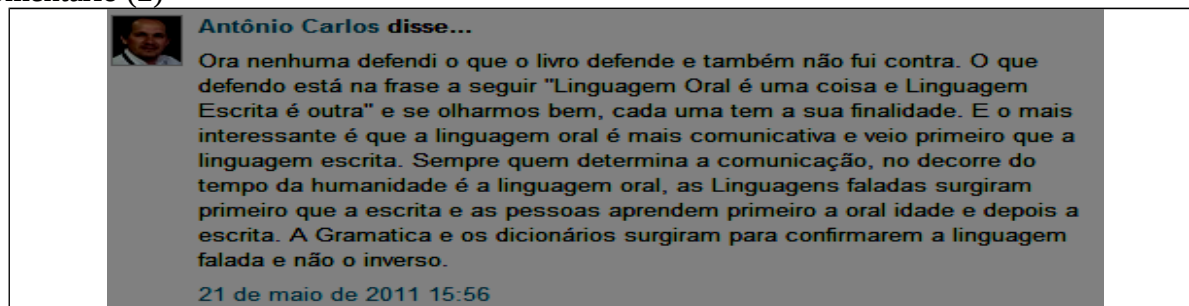 Antônio Carlos disse...
Ora nenhuma defendi o que o livro defende e também não fui contra. O que
defendo está na frase a seguir "Linguagem Oral é uma coisa e Linguagem
Escrita é outra" e se olharmos bem, cada uma tem a sua finalidade. E o mais
interessante é que a linguagem oral é mais comunicativa e veio primeiro que a
linguagem escrita. Sempre quem determina a comunicação, no decorre do
tempo da humanidade é a linguagem oral, as Linguagens faladas surgiram
primeiro que a escrita e as pessoas aprendem primeiro a oral idade e depois a
escrita. A Gramatica e os dicionários surgiram para confirmarem a linguagem
falada e não o inverso.
21 de maio de 2011 15:56